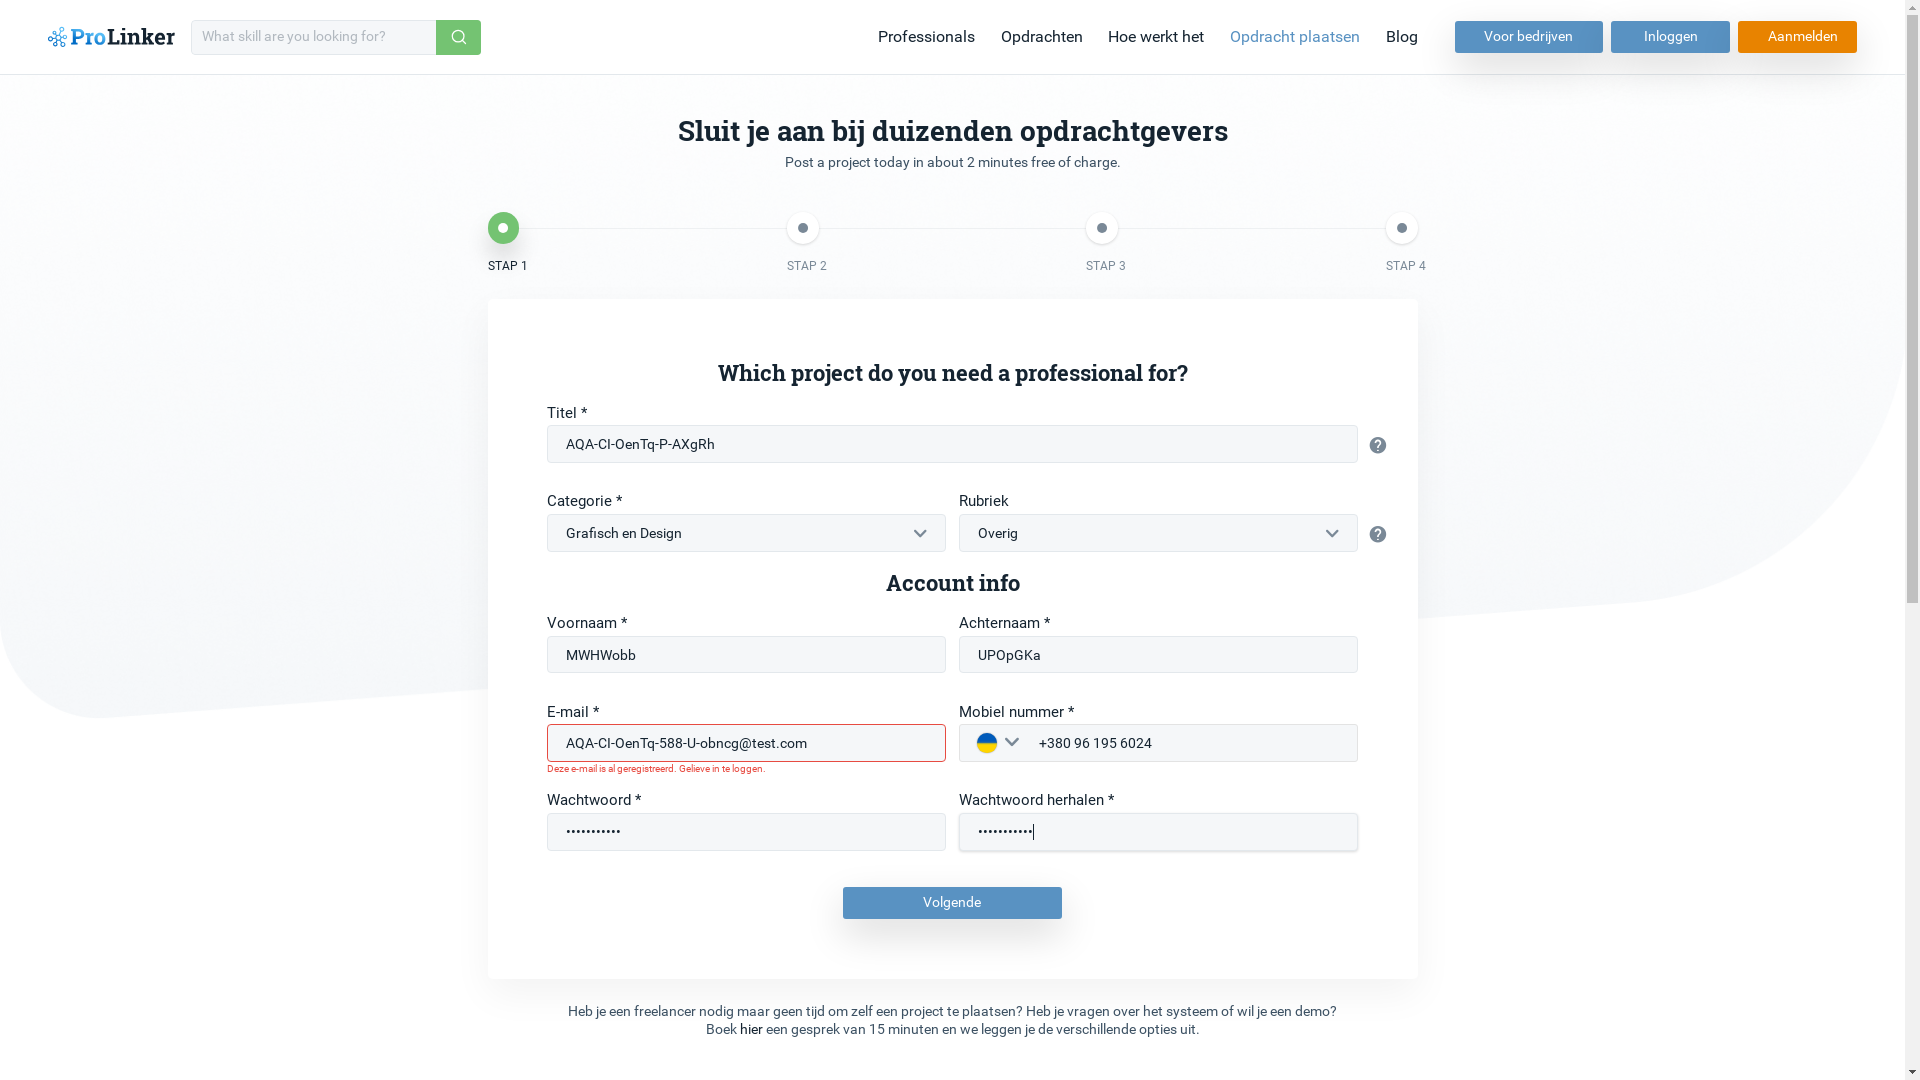 ProLinker
What skill are you looking for?
Professionals
Opdrachten
Hoe werkt het
Opdracht plaatsen
Blog
Voor bedrijven
Inloggen
Aanmelden
Sluit je aan bij duizenden opdrachtgevers
Post a project today in about 2 minutes free of charge.
STAP 1
STAP 2
STAP 3
STAP 4
Which project do you need a professional for?
Titel *
AQA-CI-OenTq-P-AXgRh
Categorie *
Rubriek
Grafisch en Design
Overig
Account info
Voornaam *
Achternaam *
MWHWobb
UPOpGKa
E-mail *
Mobiel nummer *
AQA-CI-OenTq-588-U-obncg@test.com
+380 96 195 6024
Deze e-mail is al geregistreerd. Gelieve in te loggen.
Wachtwoord *
Wachtwoord herhalen *
•••••••••••
•••••••••••
Volgende
Heb je een freelancer nodig maar geen tijd om zelf een project te plaatsen? Heb je vragen over het systeem of wil je een demo?
Boek hier een gesprek van 15 minuten en we leggen je de verschillende opties uit.